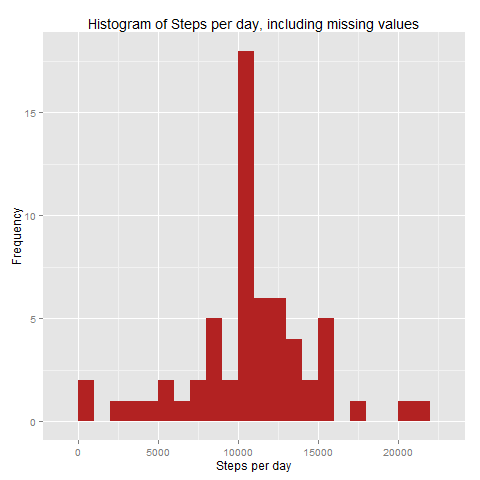 Histogram of Steps per day, including missing values
Frequency
15
10
5
0
0 5000 10000 15000 20000
Steps per day